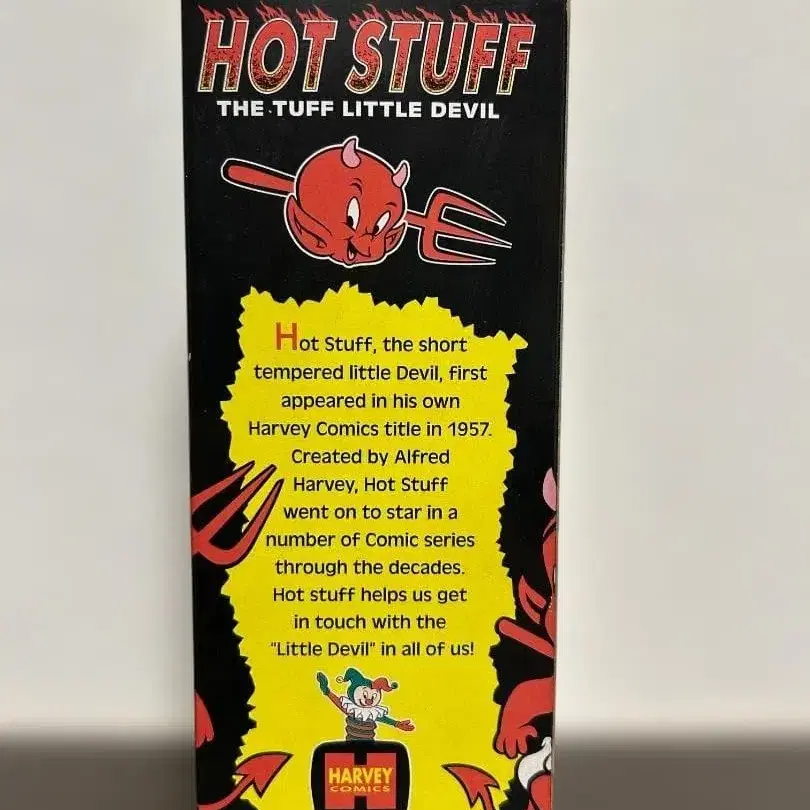 HOT STUFF
THE TUFF LITTLE DEVIL
Hot Stuff, the short
tempered little Devil, first
appeared in his own
Harvey Comics title in 1957.
Created by Alfred
Harvey, Hot Stuff
went on to star in a
number of Comic series
through the decades.
Hot stuff helps us get
in touch with the
"Little Devil" in all of us!
HARVEY
COMICS